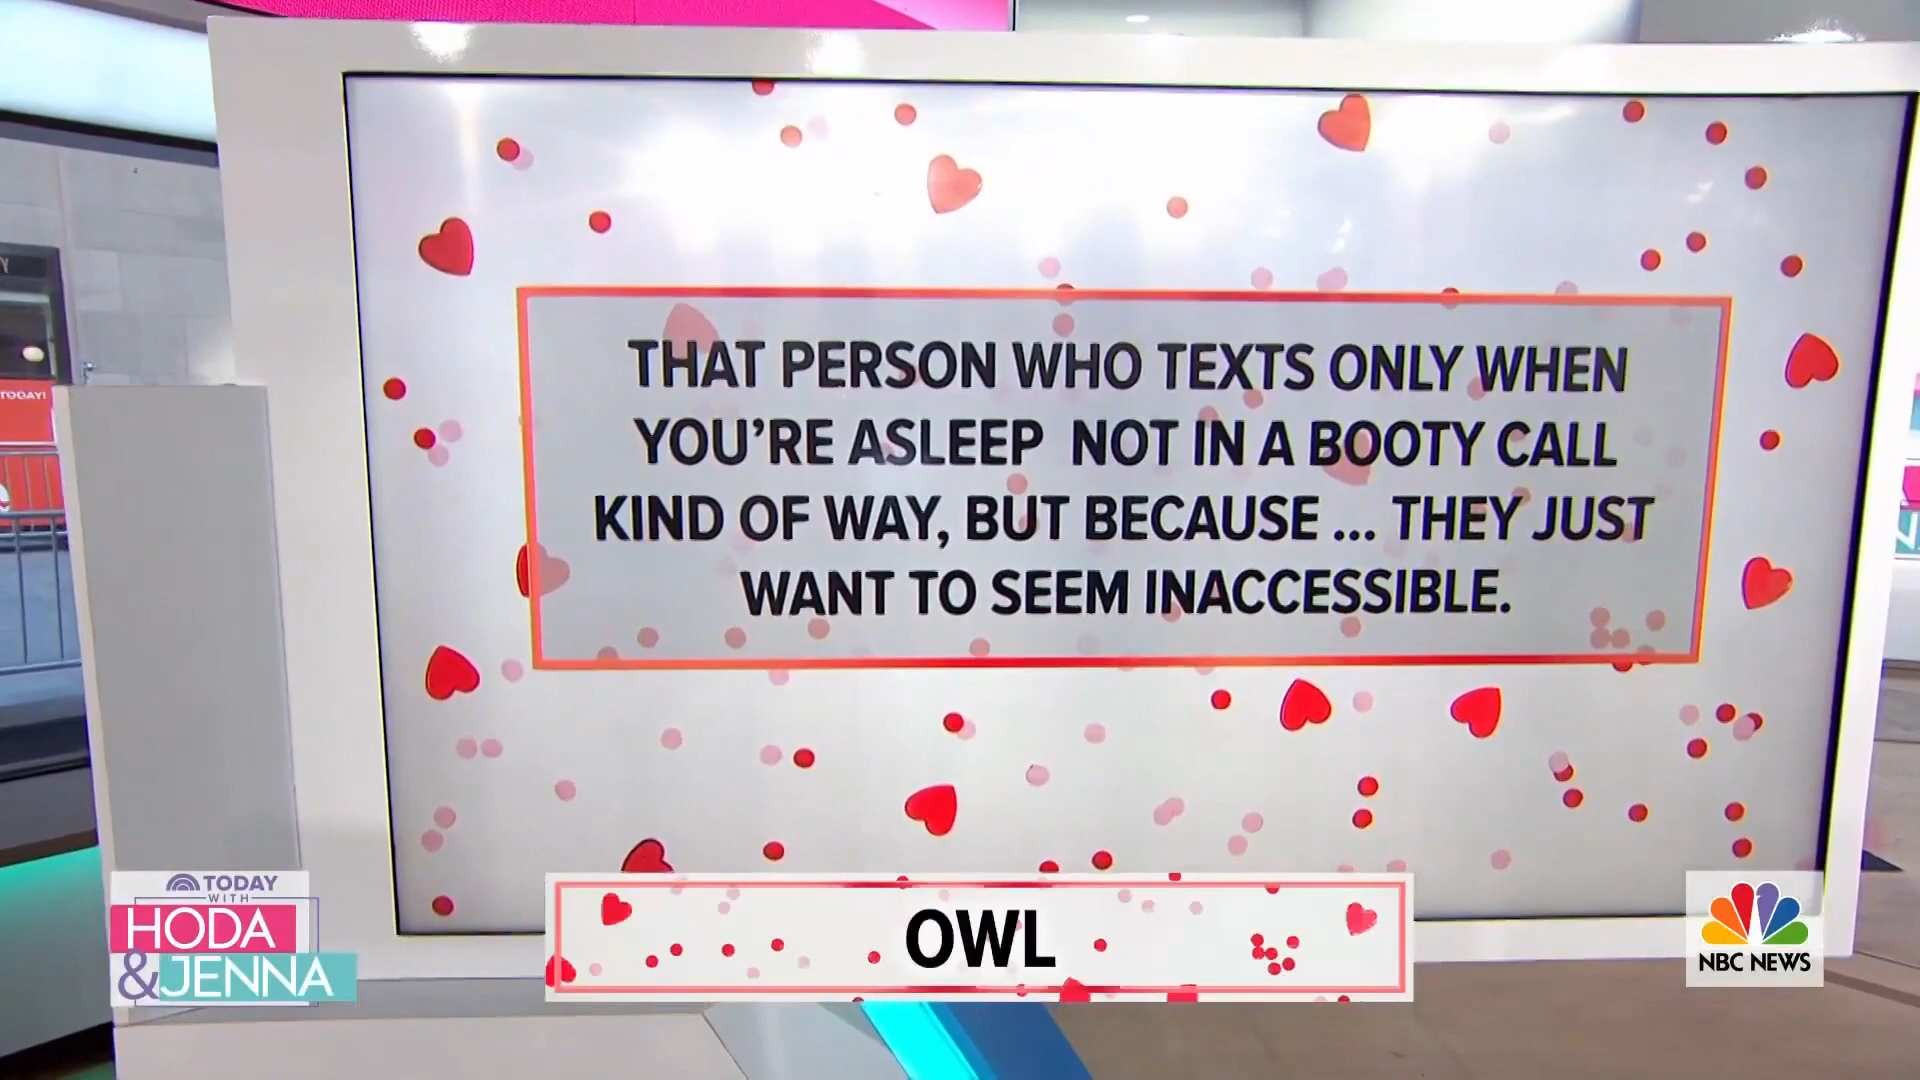 THAT PERSON WHO TEXTS ONLY WHEN
YOU'RE ASLEEP  NOT IN A BOOTY CALL
KIND OF WAY, BUT BECAUSE ... THEY JUST
WANT TO SEEM INACCESSIBLE.
TODAY!
Y
OWL
TODAY
WITH
HODA
&JENNA
NBC NEWS